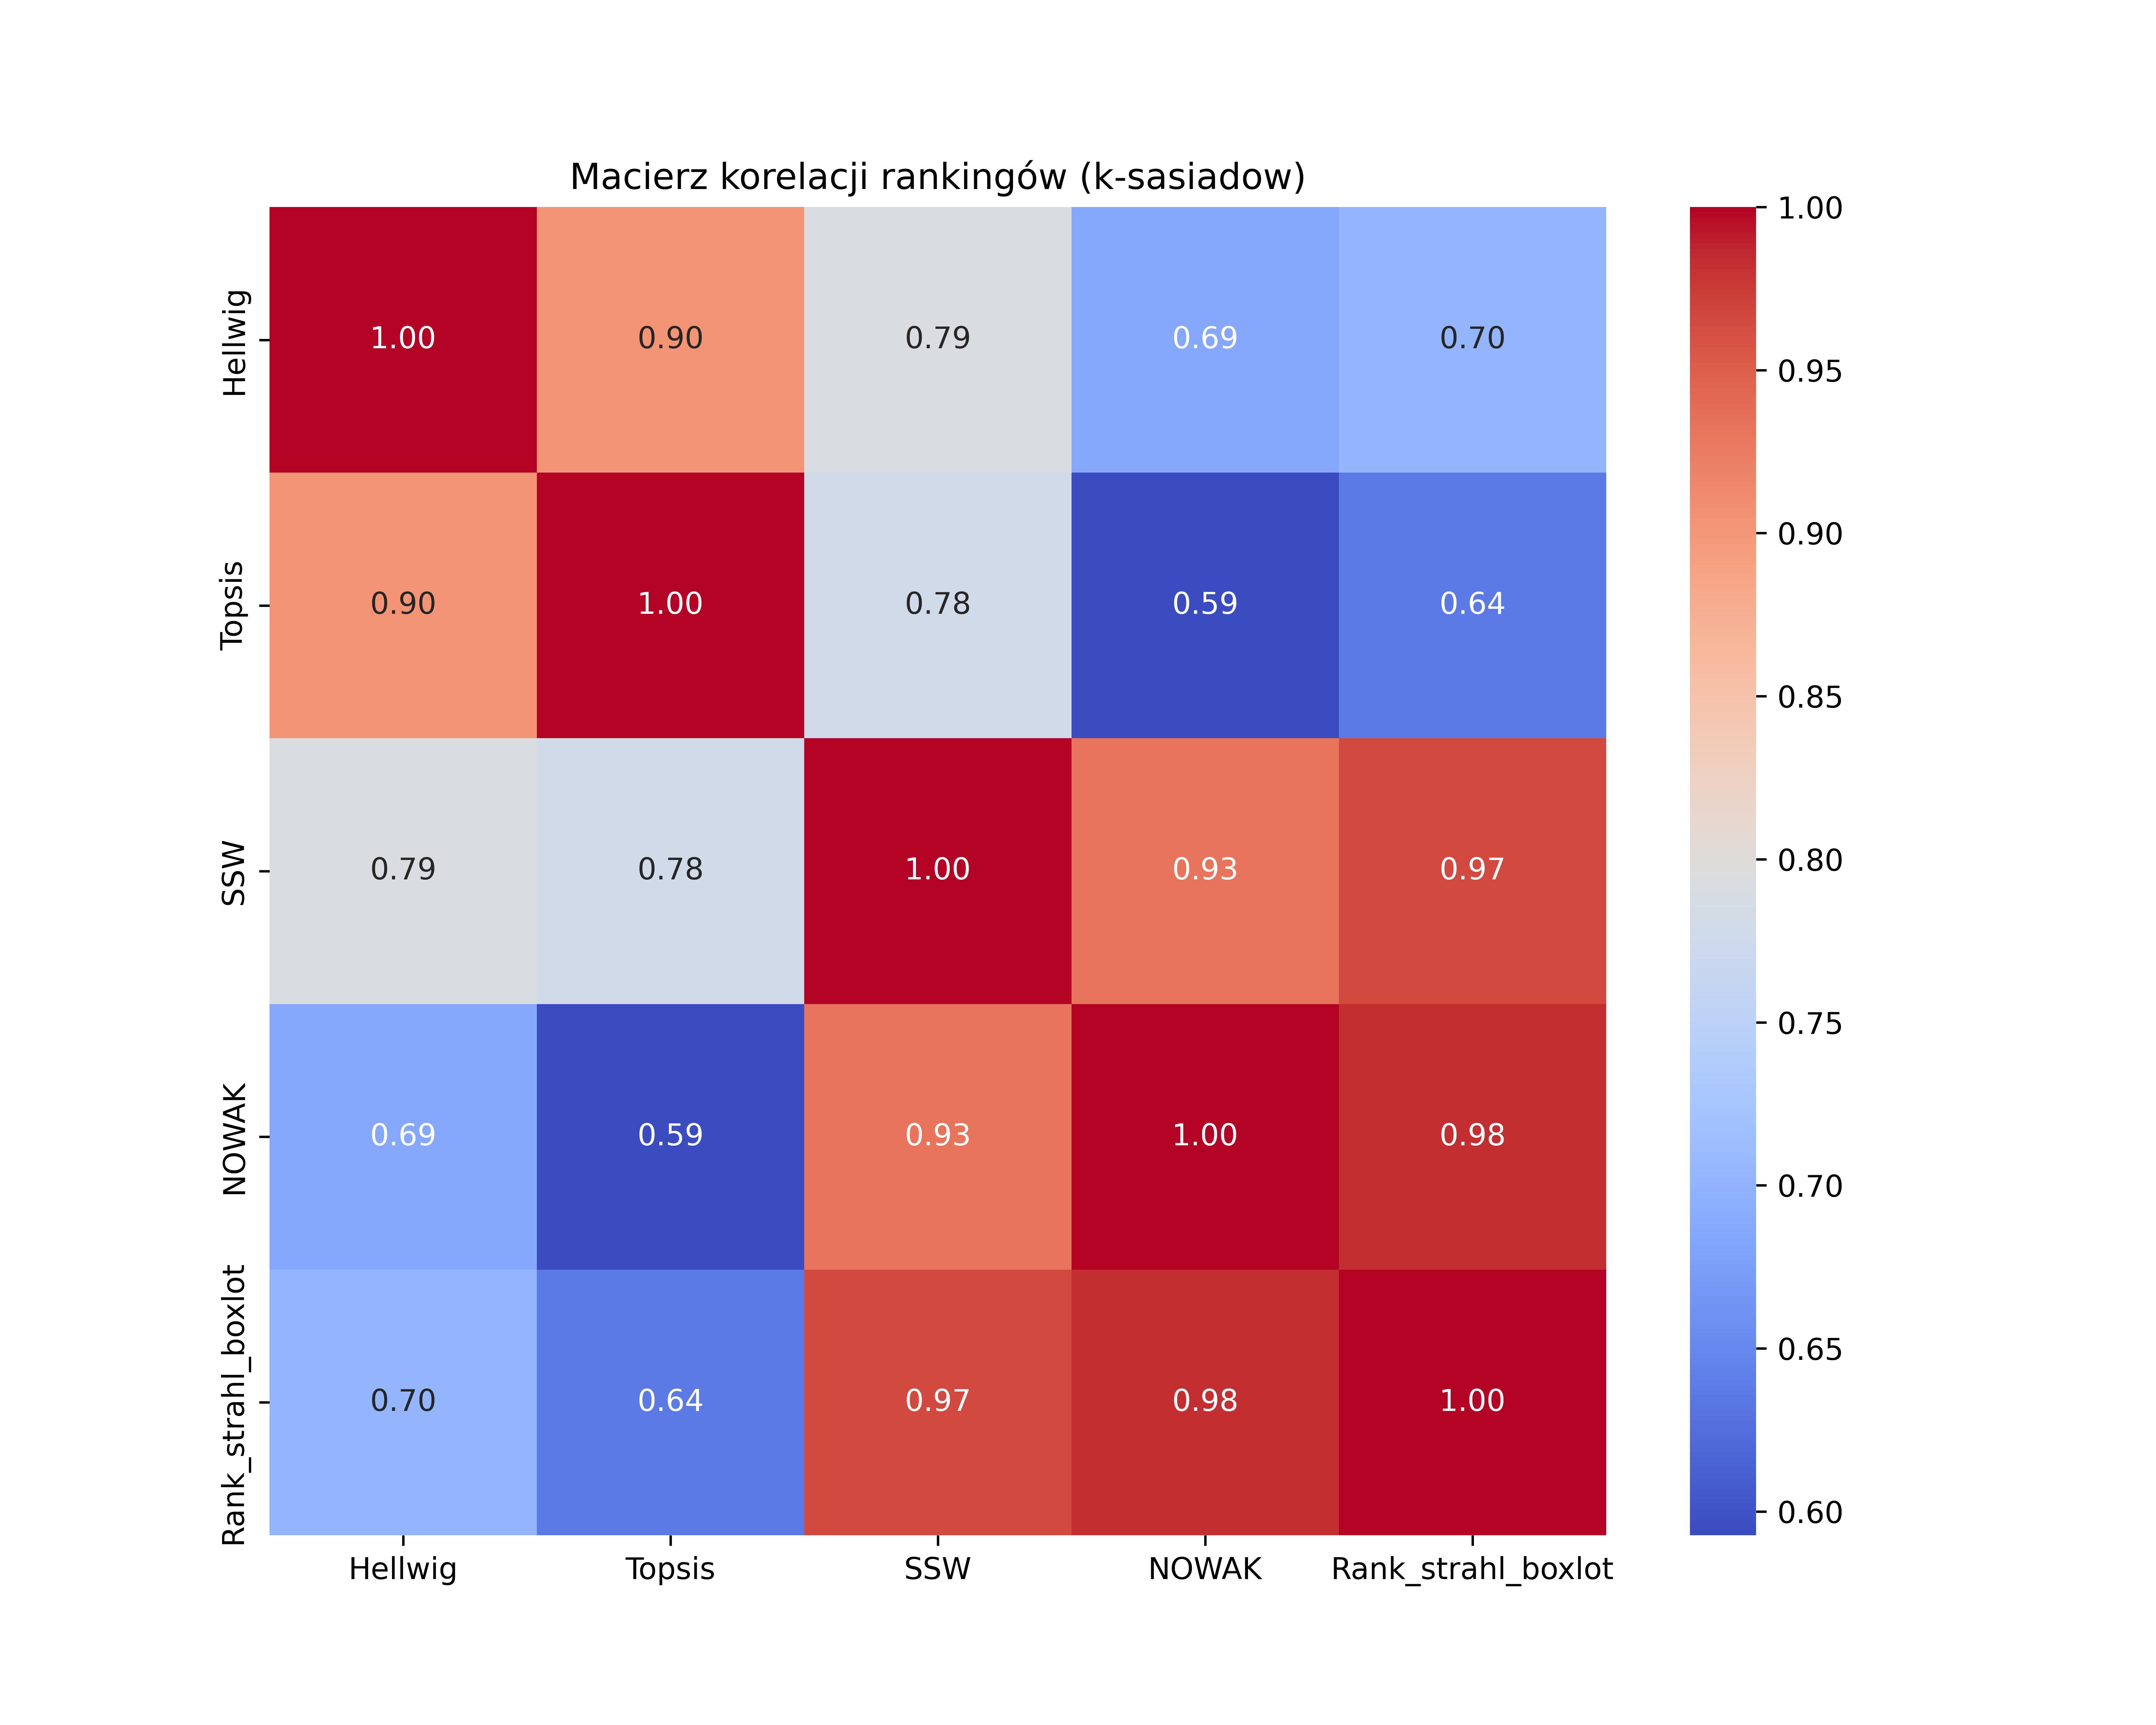 Macierz korelacji rankingów (k-sasiadow)
Hellwig 1.00 0.90 0.79 0.69 0.70
Topsis 0.90 1.00 0.78 0.59 0.64
SSW 0.79 0.78 1.00 0.93 0.97
NOWAK 0.69 0.59 0.93 1.00 0.98
Rank_strahl_boxlot 0.70 0.64 0.97 0.98 1.00
Hellwig Topsis SSW NOWAK Rank_strahl_boxlot
1.00
0.95
0.90
0.85
0.80
0.75
0.70
0.65
0.60